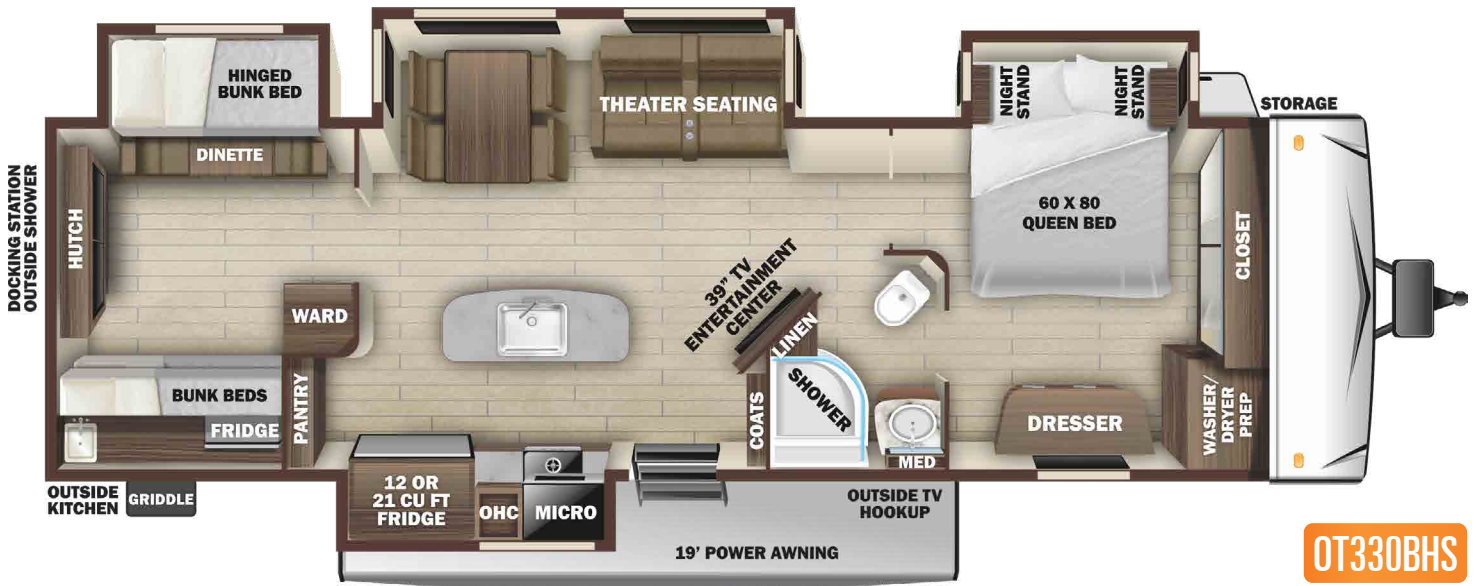 HINGED
BUNK BED
DINETTE
THEATER SEATING
NIGHT
STAND
NIGHT
STAND
STORAGE
DOCKING STATION
OUTSIDE SHOWER
HUTCH
60 X 80
QUEEN BED
CLOSET
WARD
39" TV
ENTERTAINMENT
CENTER
LINEN
BUNK BEDS
FRIDGE
PANTRY
COATS
SHOWER
MED
DRESSER
WASHER/
DRYER
PREP
OUTSIDE
KITCHEN
GRIDDLE
12 OR
21 CU FT
FRIDGE
OHC
MICRO
OUTSIDE TV
HOOKUP
19' POWER AWNING
OT330BHS